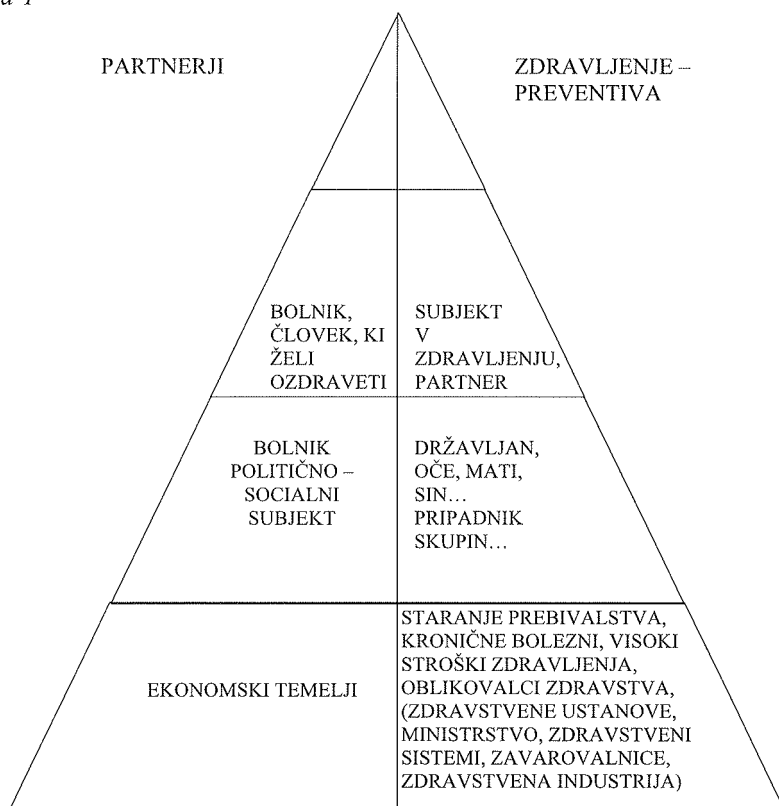 PARTNERJI
ZDRAVLJENJE –
PREVENTIVA
BOLNIK,
ČLOVEK, KI
ŽELI
OZDRAVETI
SUBJEKT
V
ZDRAVLJENJU,
PARTNER
BOLNIK
POLITIČNO –
SOCIALNI
SUBJEKT
DRŽAVLJAN,
OČE, MATI,
SIN…
PRIPADNIK
SKUPIN…
EKONOMSKI TEMELJI
STARANJE PREBIVALSTVA,
KRONIČNE BOLEZNI, VISOKI
STROŠKI ZDRAVLJENJA,
OBLIKOVALCI ZDRAVSTVA,
(ZDRAVSTVENE USTANOVE,
MINISTRSTVO, ZDRAVSTVENI
SISTEMI, ZAVAROVALNICE,
ZDRAVSTVENA INDUSTRIJA)